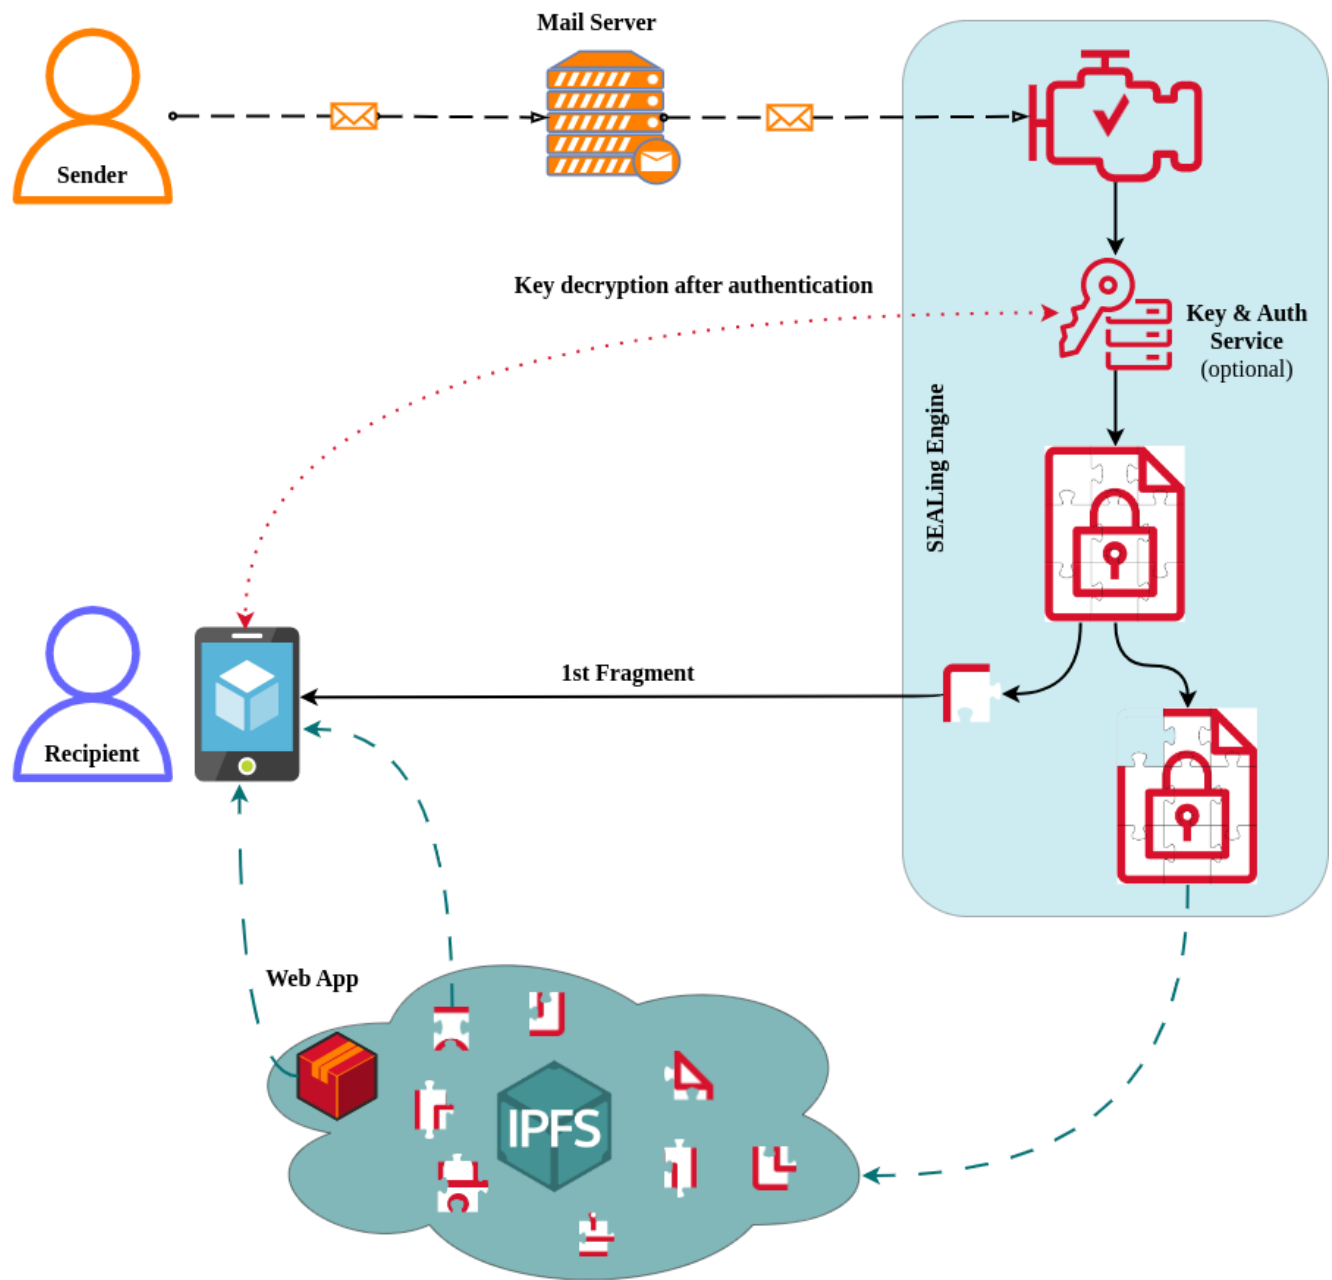 Mail Server
Sender
Key decryption after authentication
Key & Auth
Service
(optional)
SEALing Engine
1st Fragment
Recipient
Web App
IPFS